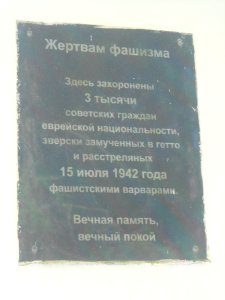 Жертвам фашизма
Здесь захоронены
3 тысячи
советских граждан
еврейской национальности,
зверски замученных в гетто
и расстреляных
15 июля 1942 года
фашистскими варварами.
Вечная память,
вечный покой